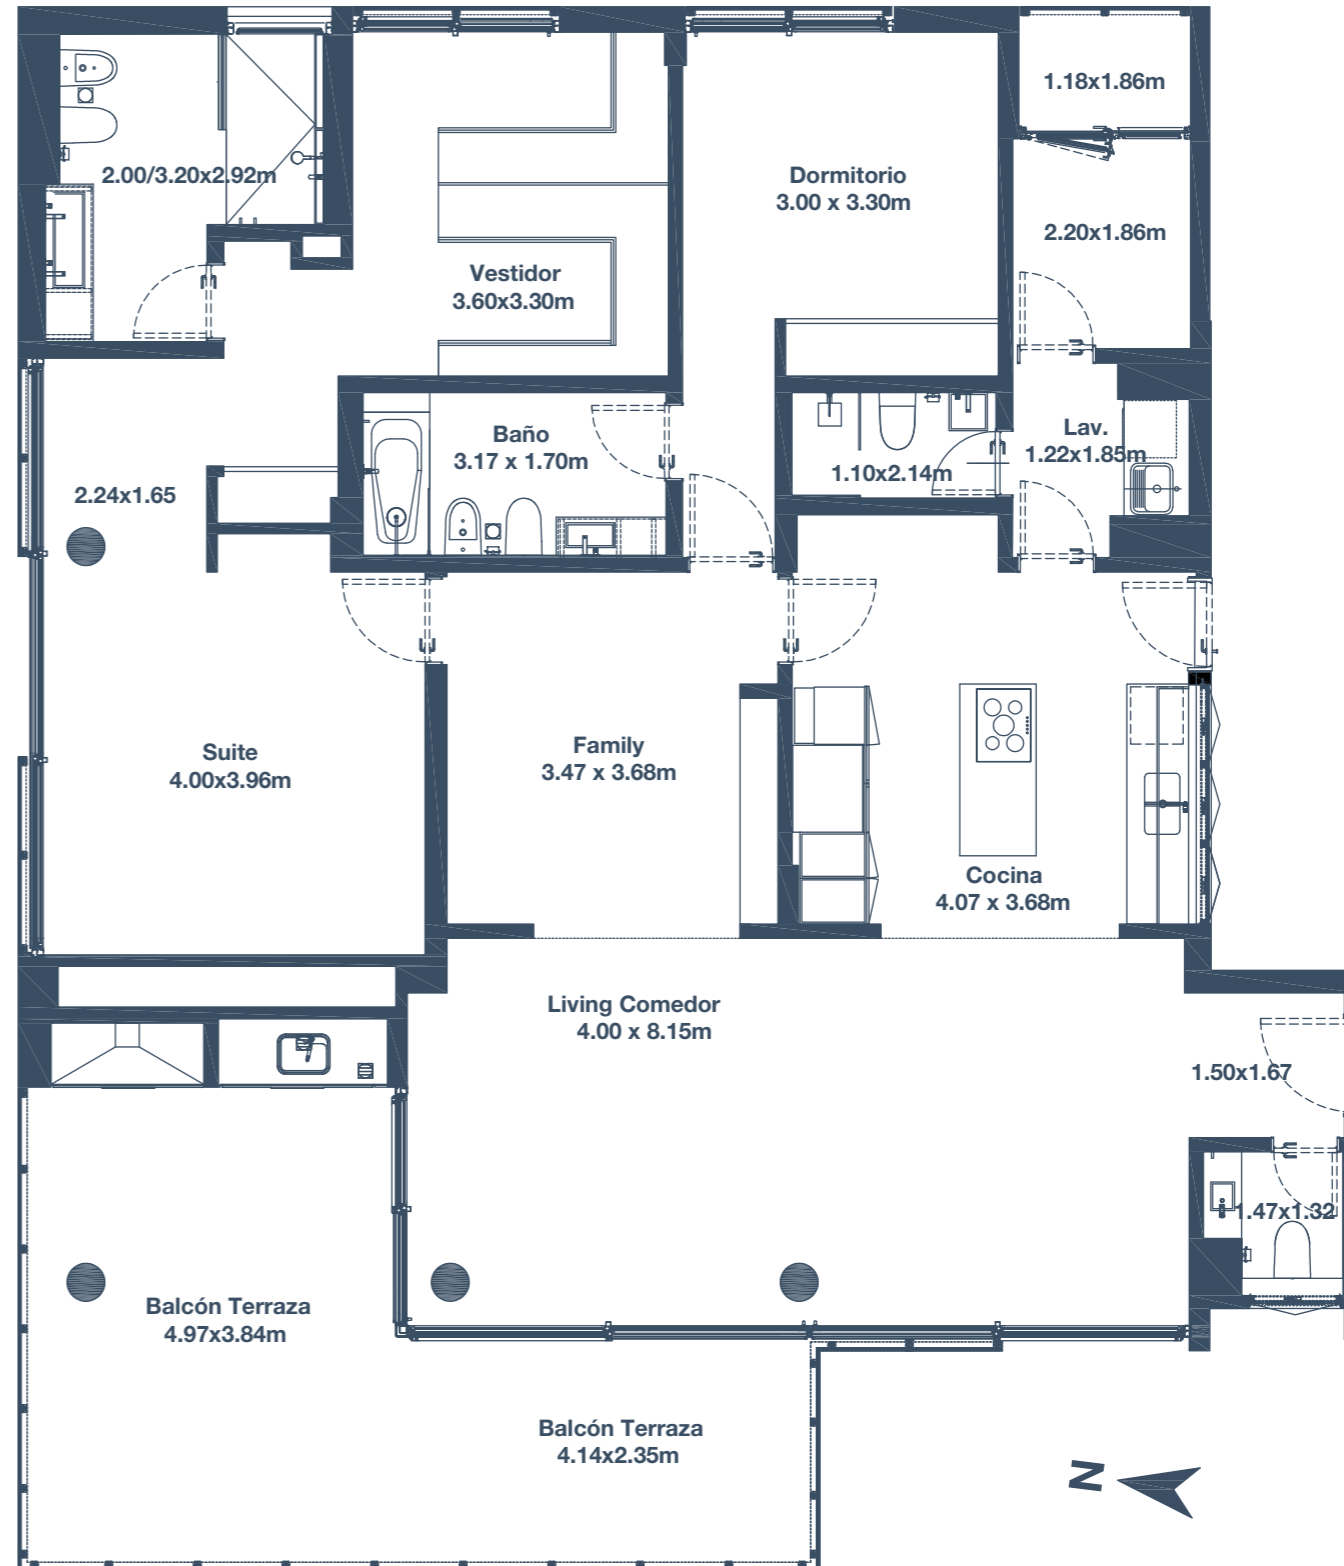 1.18x1.86m
2.00/3.20x2.92m
Dormitorio
3.00 x 3.30m
2.20x1.86m
Vestidor
3.60x3.30m
Baño
3.17 x 1.70m
Lav.
1.22x1.85m
1.10x2.14m
2.24x1.65
Suite
4.00x3.96m
Family
3.47 x 3.68m
Cocina
4.07 x 3.68m
Living Comedor
4.00 x 8.15m
1.50x1.67
1.47x1.32
Balcón Terraza
4.97x3.84m
Balcón Terraza
4.14x2.35m
N